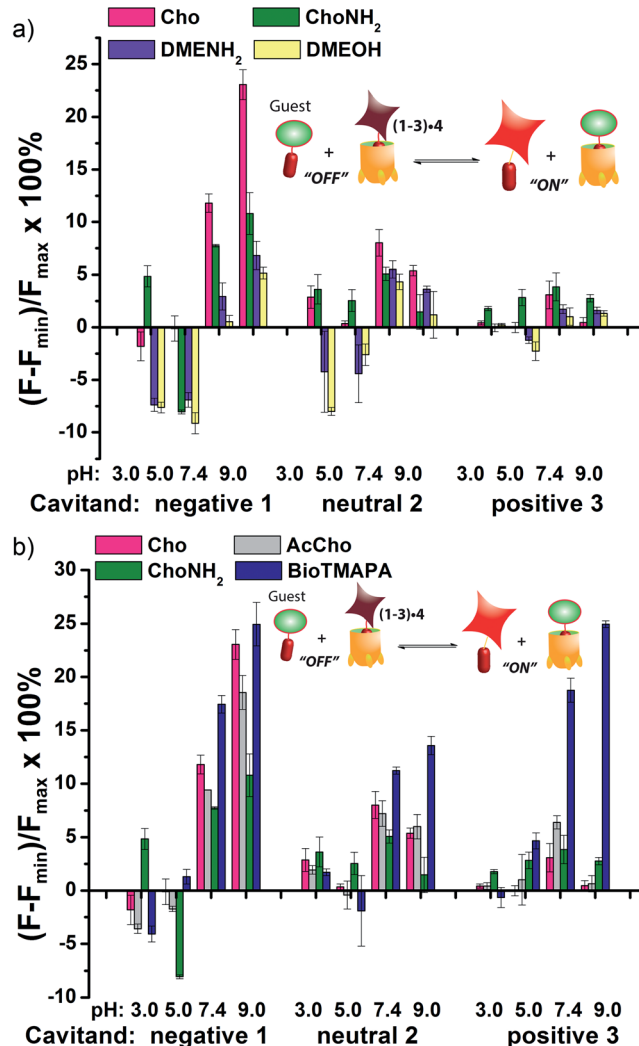 a)
Cho
ChoNH₂
DMENH₂
DMEOH
(F-Fmin)/Fmax x 100%
25
20
15
10
5
0
-5
-10
Guest
+
(1-3)•4
"OFF"
+
"ON"
pH: 3.0 5.0 7.4 9.0 3.0 5.0 7.4 9.0 3.0 5.0 7.4 9.0
Cavitand: negative 1 neutral 2 positive 3
b)
Cho
AcCho
ChoNH₂
BioTMAPA
(F-Fmin)/Fmax x 100%
30
25
20
15
10
5
0
-5
-10
Guest
+
(1-3)•4
"OFF"
+
"ON"
pH: 3.0 5.0 7.4 9.0 3.0 5.0 7.4 9.0 3.0 5.0 7.4 9.0
Cavitand: negative 1 neutral 2 positive 3